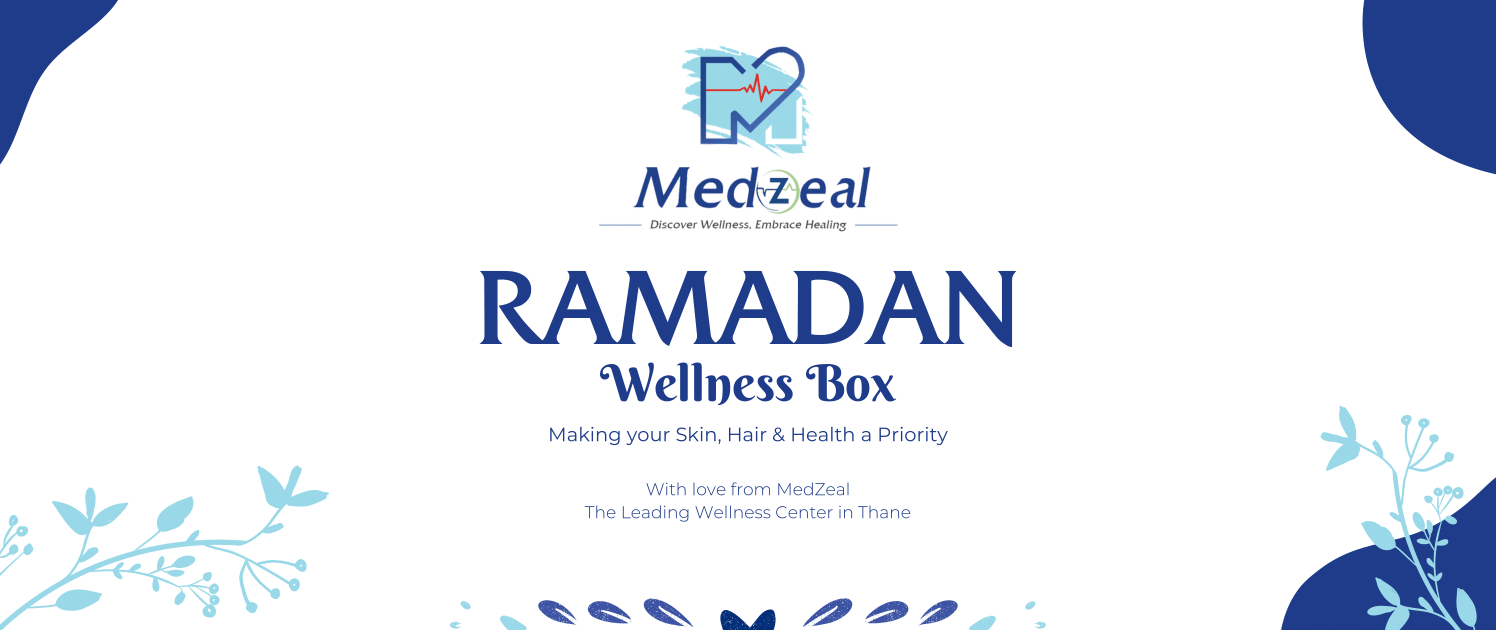 MedZeal
Discover Wellness, Embrace Healing
RAMADAN
Wellness Box
Making your Skin, Hair & Health a Priority
With love from MedZeal
The Leading Wellness Center in Thane